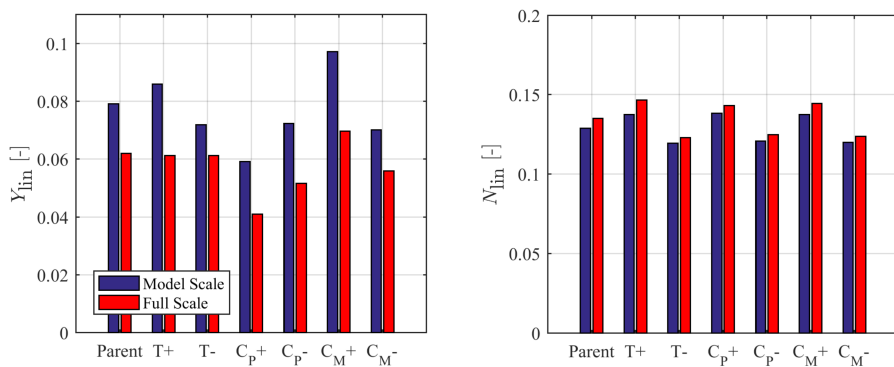 0.1
0.08
0.06
0.04
0.02
0
Y_lin [-]
Model Scale
Full Scale
Parent T+ T- C_P+ C_P- C_M+ C_M-
0.2
0.15
0.1
0.05
0
N_lin [-]
Parent T+ T- C_P+ C_P- C_M+ C_M-